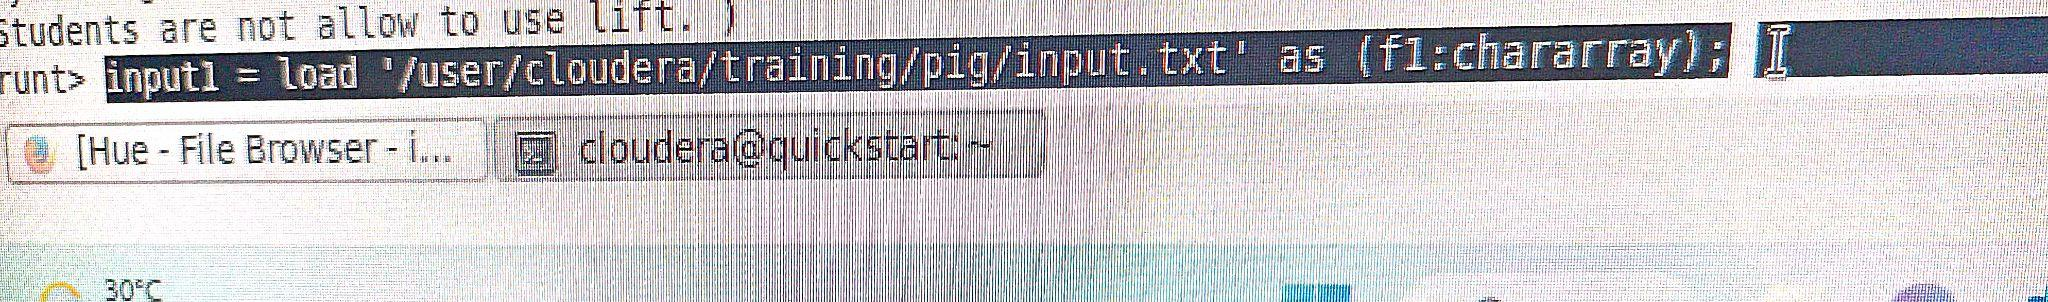 students are not allow to use lift. )
runt> input1 = load '/user/cloudera/training/pig/input.txt' as (f1:chararray);
[Hue - File Browser - i... cloudera@quickstart:~
30°C